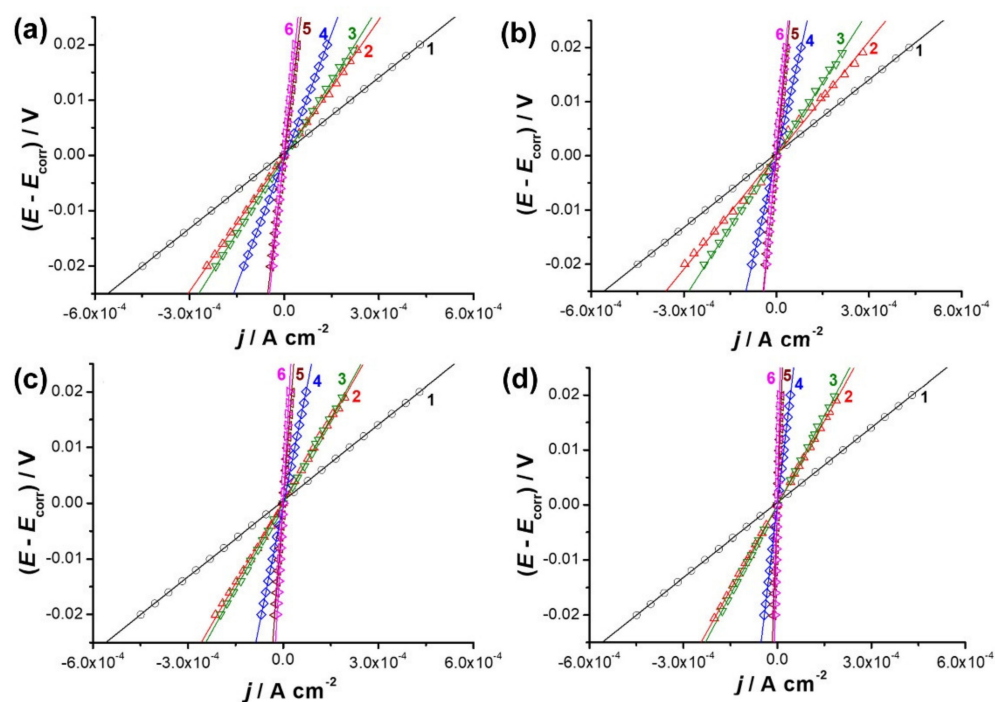 (a)
0.02
0.01
0.00
-0.01
-0.02
(E - Ecorr) / V
6
5
4
3
2
1
-6.0x10⁻⁴
-3.0x10⁻⁴
0.0
3.0x10⁻⁴
6.0x10⁻⁴
j / A cm⁻²
(b)
0.02
0.01
0.00
-0.01
-0.02
(E - Ecorr) / V
6
5
4
3
2
1
-6.0x10⁻⁴
-3.0x10⁻⁴
0.0
3.0x10⁻⁴
6.0x10⁻⁴
j / A cm⁻²
(c)
0.02
0.01
0.00
-0.01
-0.02
(E - Ecorr) / V
6
5
4
3
2
1
-6.0x10⁻⁴
-3.0x10⁻⁴
0.0
3.0x10⁻⁴
6.0x10⁻⁴
j / A cm⁻²
(d)
0.02
0.01
0.00
-0.01
-0.02
(E - Ecorr) / V
6
5
4
3
2
1
-6.0x10⁻⁴
-3.0x10⁻⁴
0.0
3.0x10⁻⁴
6.0x10⁻⁴
j / A cm⁻²